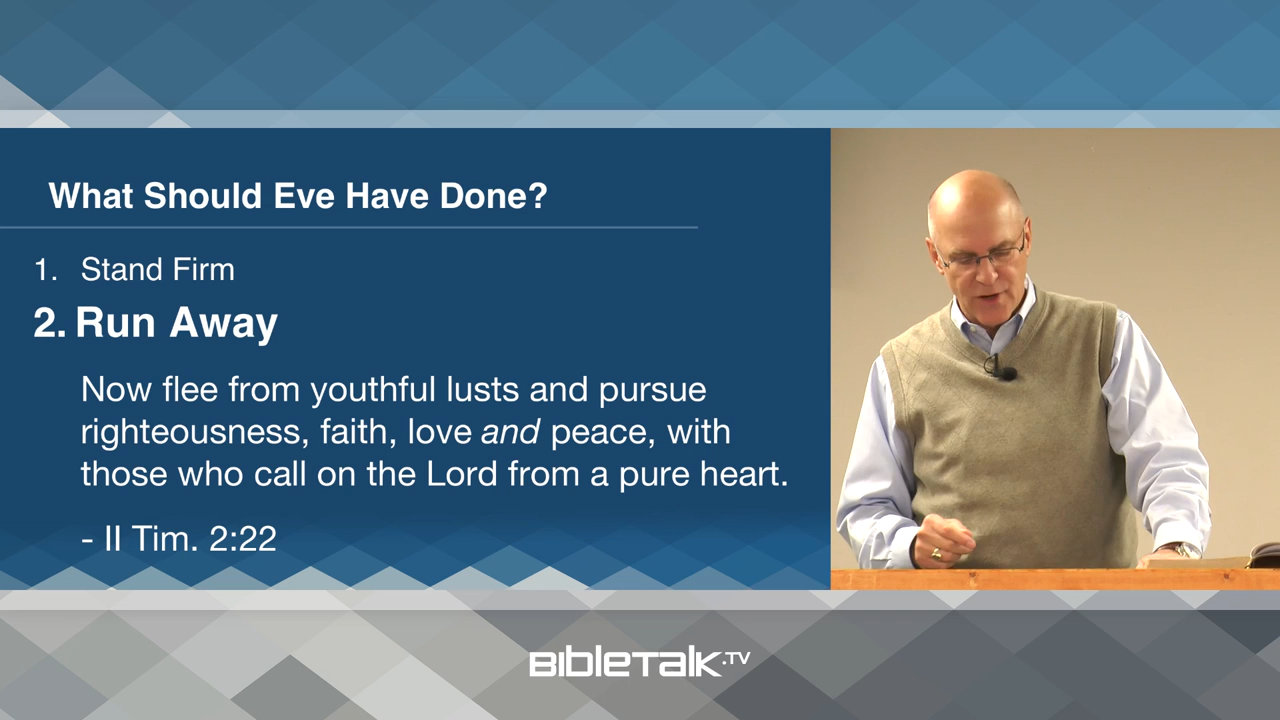 What Should Eve Have Done?
1. Stand Firm
2. Run Away
Now flee from youthful lusts and pursue
righteousness, faith, love and peace, with
those who call on the Lord from a pure heart.
- II Tim. 2:22
BibleTalk.TV